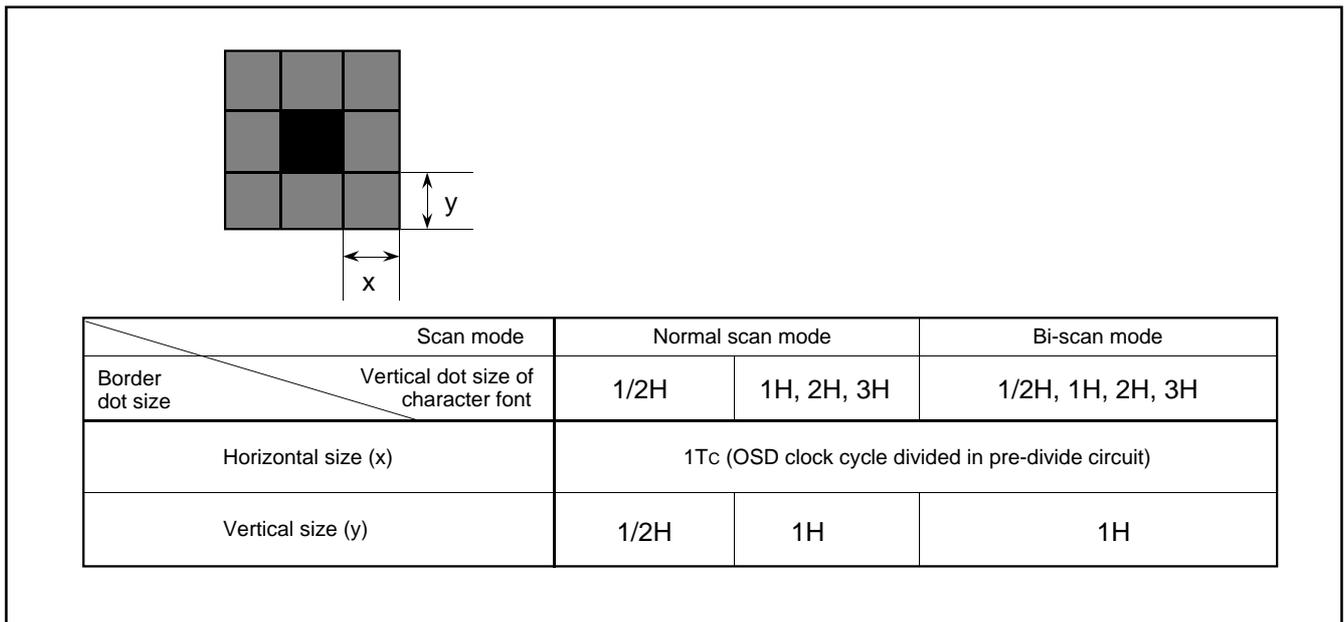 y
x
Scan mode
Normal scan mode
Bi-scan mode
Border
dot size
Vertical dot size of
character font
1/2H
1H, 2H, 3H
1/2H, 1H, 2H, 3H
Horizontal size (x)
1TC (OSD clock cycle divided in pre-divide circuit)
Vertical size (y)
1/2H
1H
1H